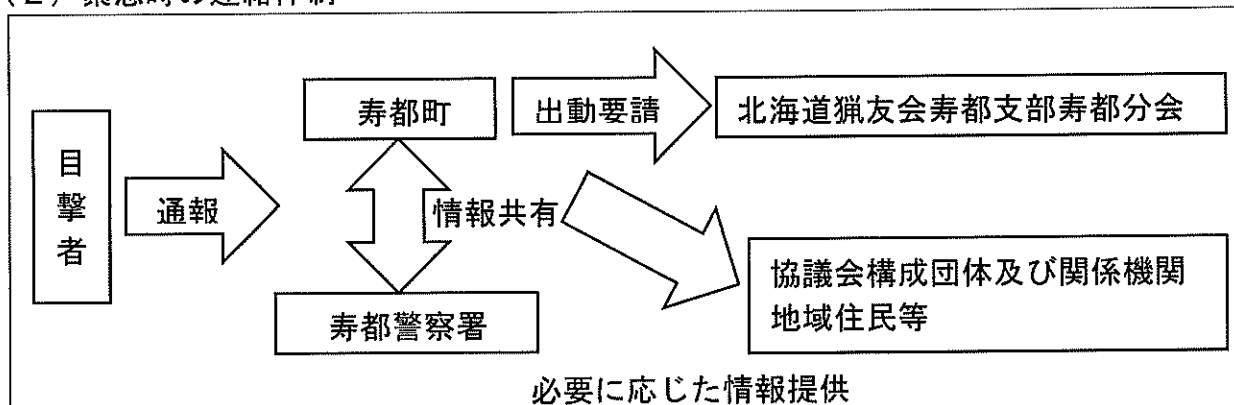 寿都町
出動要請
北海道猟友会寿都支部寿都分会
目撃者
通報
情報共有
寿都警察署
協議会構成団体及び関係機関
地域住民等
必要に応じた情報提供